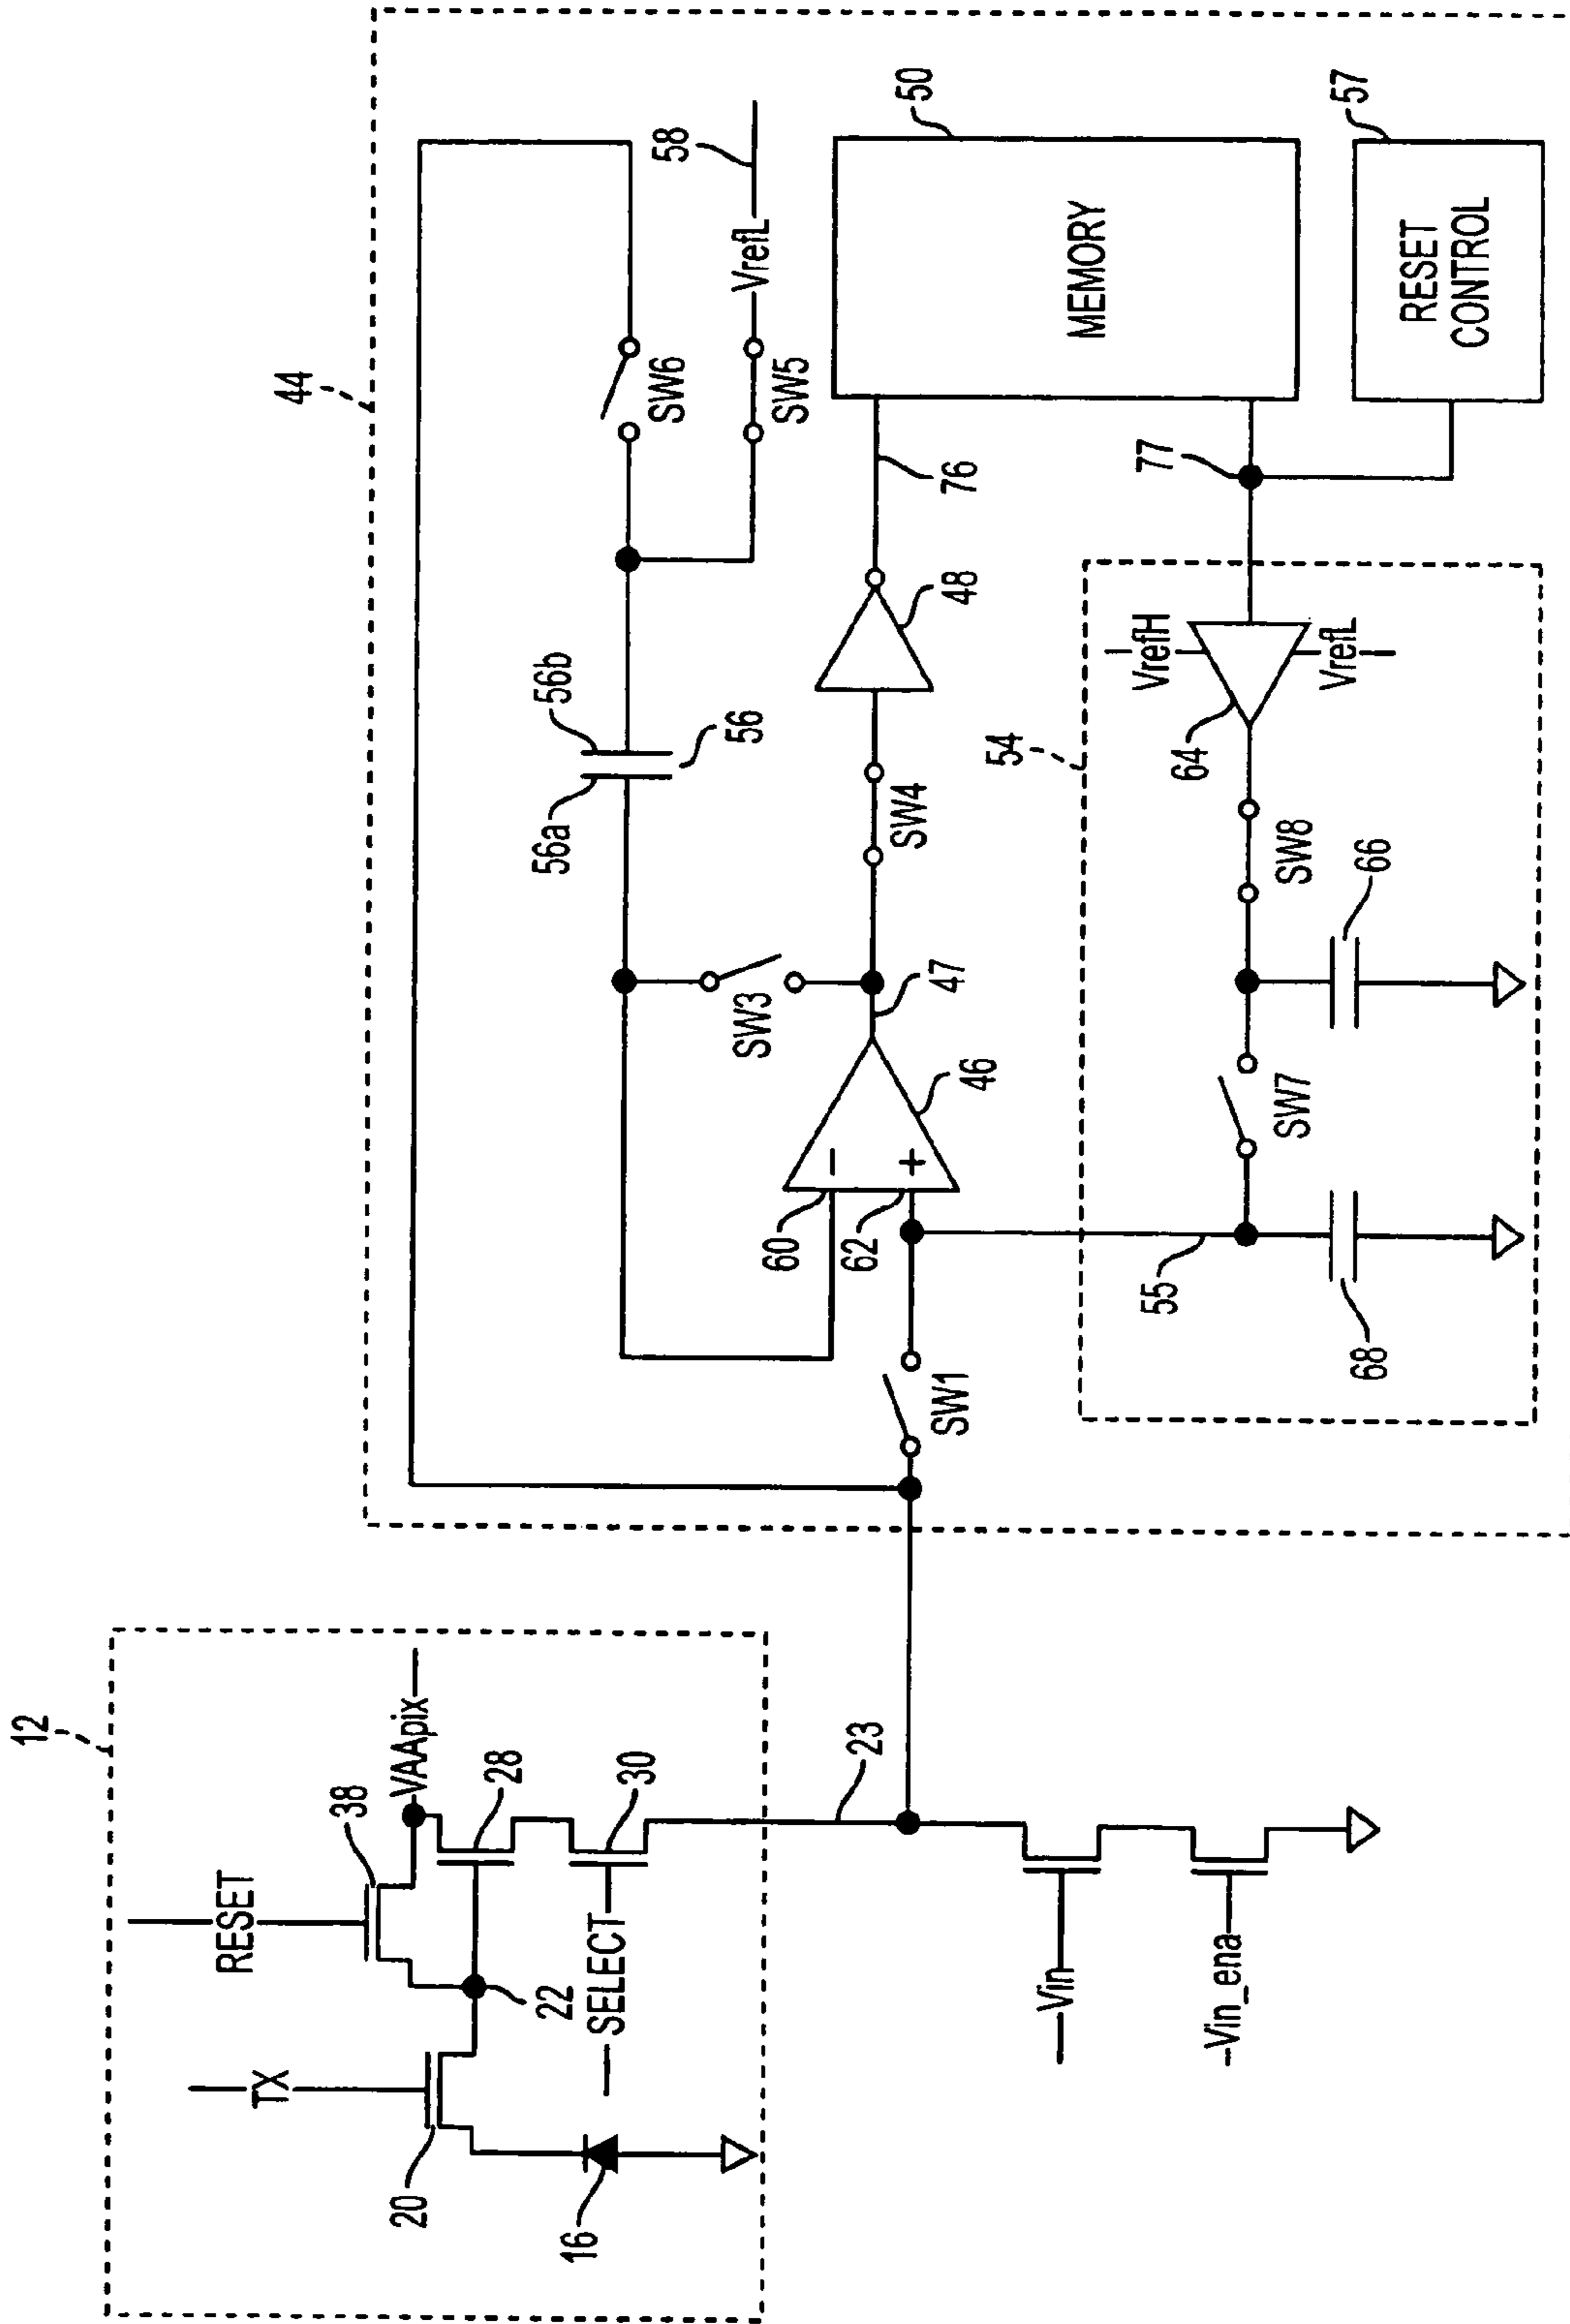 12
RESET
38
VAApix
TX
20
22
28
SELECT
30
16
23
Vin
Vin_ena
44
SW6
58
VrefL
SW5
56a
56b
56
SW3
60
62
46
47
SW4
48
76
50
MEMORY
SW1
55
54
77
57
RESET
CONTROL
VrefH
VrefL
64
SW8
SW7
66
68
−
+